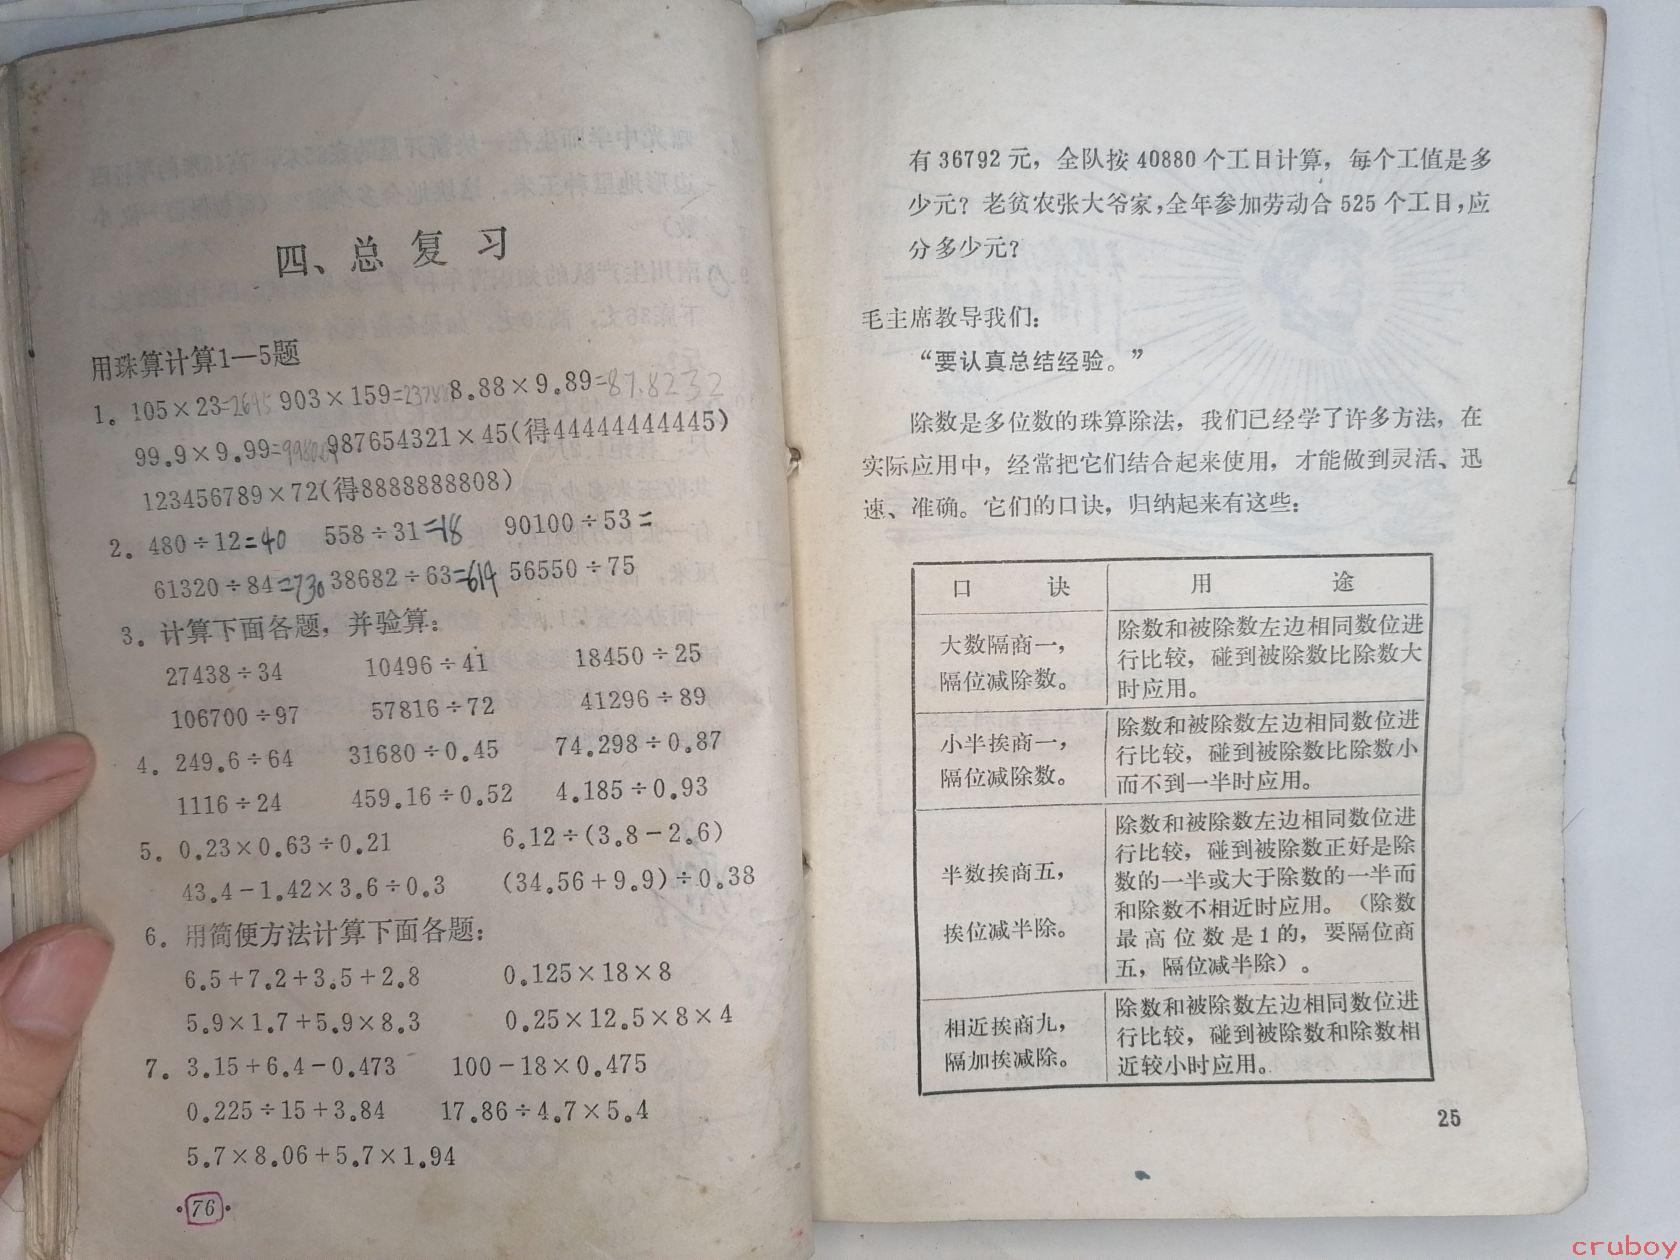 四、总 复 习
用珠算计算1—5题
1. 105×23=2645 903×159= 8.88×9.89=87.8232
99.9×9.99= 987654321×45(得44444444445)
123456789×72(得8888888808)
2. 480÷12=40 558÷31=18 90100÷53=
61320÷84=730 38682÷63=614 56550÷75
3. 计算下面各题，并验算：
27438÷34 10496÷41 18450÷25
106700÷97 57816÷72 41296÷89
4. 249.6÷64 31680÷0.45 74.298÷0.87
1116÷24 459.16÷0.52 4.185÷0.93
5. 0.23×0.63÷0.21 6.12÷(3.8-2.6)
43.4-1.42×3.6÷0.3 (34.56+9.9)÷0.38
6. 用简便方法计算下面各题：
6.5+7.2+3.5+2.8 0.125×18×8
5.9×1.7+5.9×8.3 0.25×12.5×8×4
7. 3.15+6.4-0.473 100-18×0.475
0.225÷15+3.84 17.86÷4.7×5.4
5.7×8.06+5.7×1.94
·76·
有36792元，全队按40880个工日计算，每个工值是多
少元？老贫农张大爷家，全年参加劳动合525个工日，应
分多少元？
毛主席教导我们：
“要认真总结经验。”
除数是多位数的珠算除法，我们已经学了许多方法，在
实际应用中，经常把它们结合起来使用，才能做到灵活、迅
速、准确。它们的口诀，归纳起来有这些：
口 诀 用 途
大数隔商一，
隔位减除数。
除数和被除数左边相同数位进
行比较，碰到被除数比除数大
时应用。
小半挨商一，
隔位减除数。
除数和被除数左边相同数位进
行比较，碰到被除数比除数小
而不到一半时应用。
半数挨商五，
挨位减半除。
除数和被除数左边相同数位进
行比较，碰到被除数正好是除
数的一半或大于除数的一半而
和除数不相近时应用。（除数
最高位数是1的，要隔位商
五，隔位减半除）。
相近挨商九，
隔加挨减除。
除数和被除数左边相同数位进
行比较，碰到被除数和除数相
近较小时应用。
25
cruboy